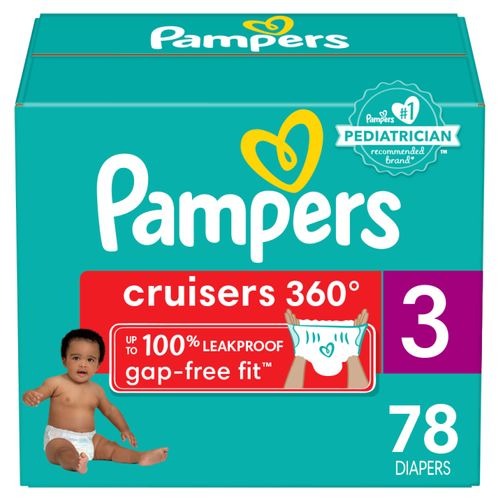 Pampers
Pampers #1
PEDIATRICIAN
recommended
brand*
™
Pampers
cruisers 360°
3
UP TO 100% LEAKPROOF
gap-free fit™
78
DIAPERS